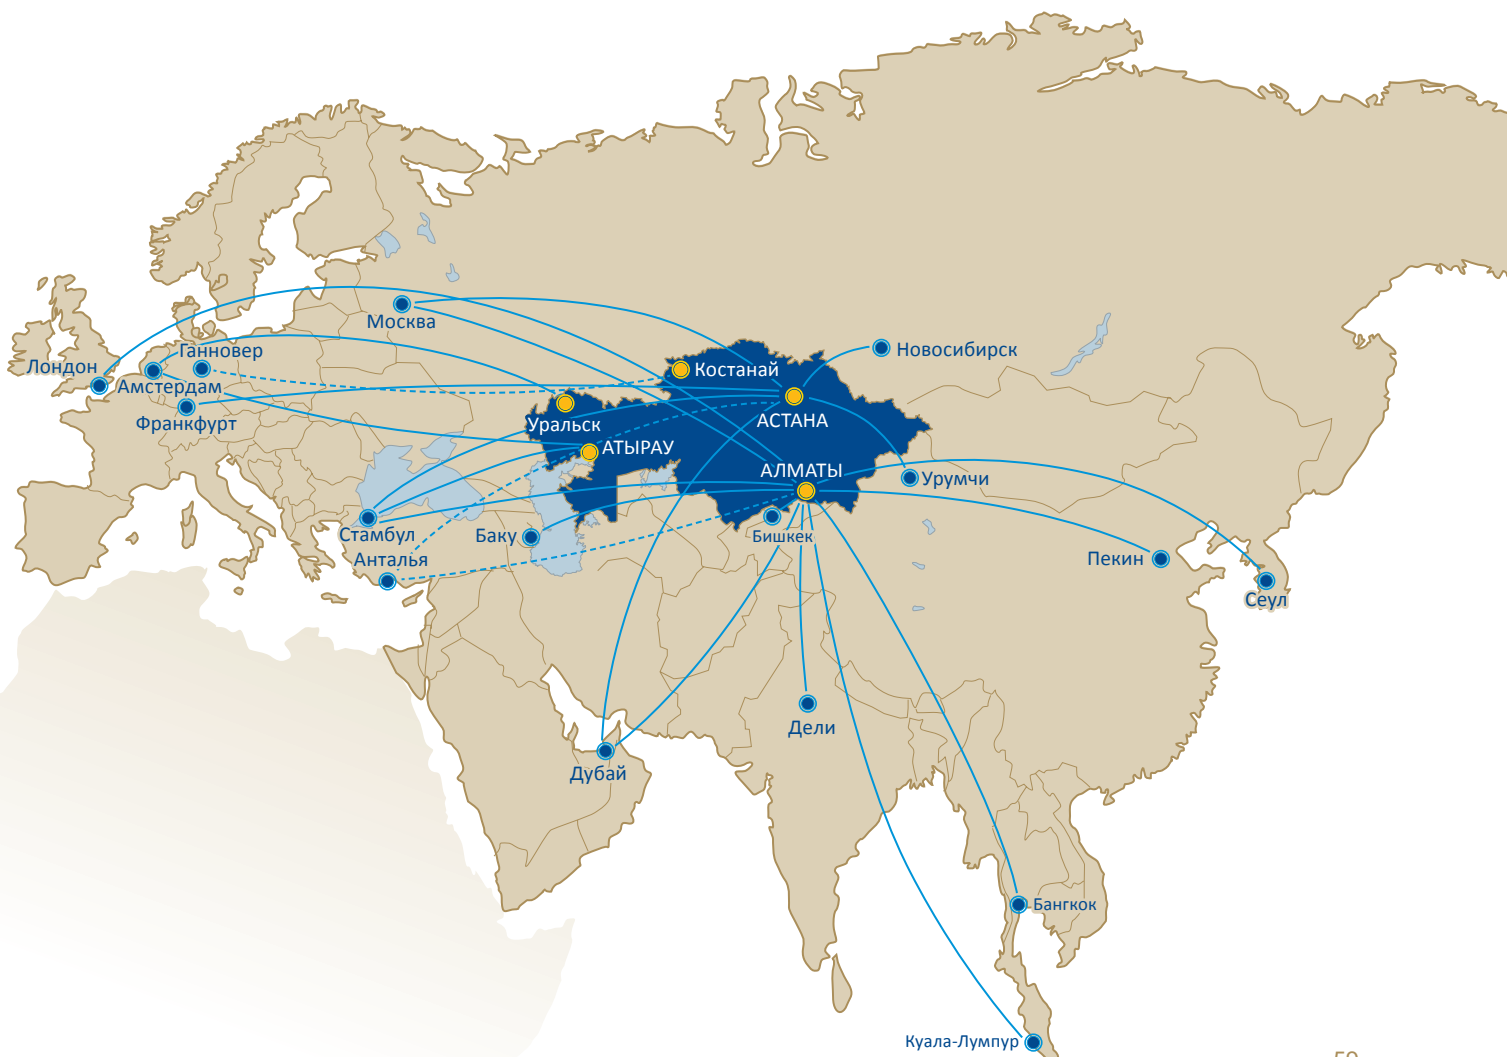 Москва
Ганновер
Новосибирск
Лондон
Костанай
Амстердам
АСТАНА
Франкфурт
Уральск
АТЫРАУ
АЛМАТЫ
Урумчи
Стамбул
Баку
Бишкек
Анталья
Пекин
Сеул
Дели
Дубай
Бангкок
Куала-Лумпур